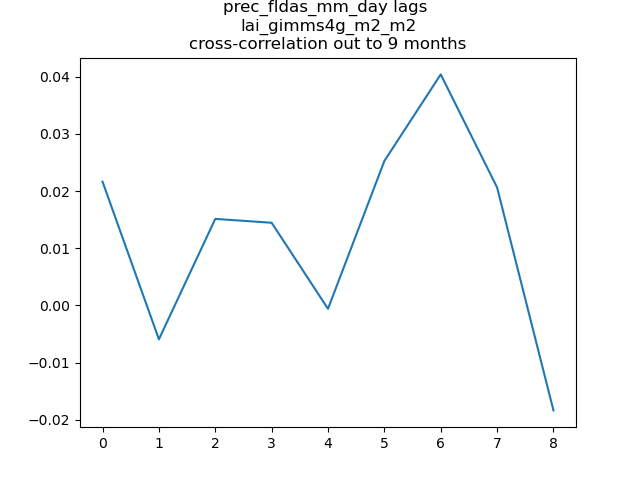 prec_fldas_mm_day lags
lai_gimms4g_m2_m2
cross-correlation out to 9 months
0.04
0.03
0.02
0.01
0.00
−0.01
−0.02
0 1 2 3 4 5 6 7 8